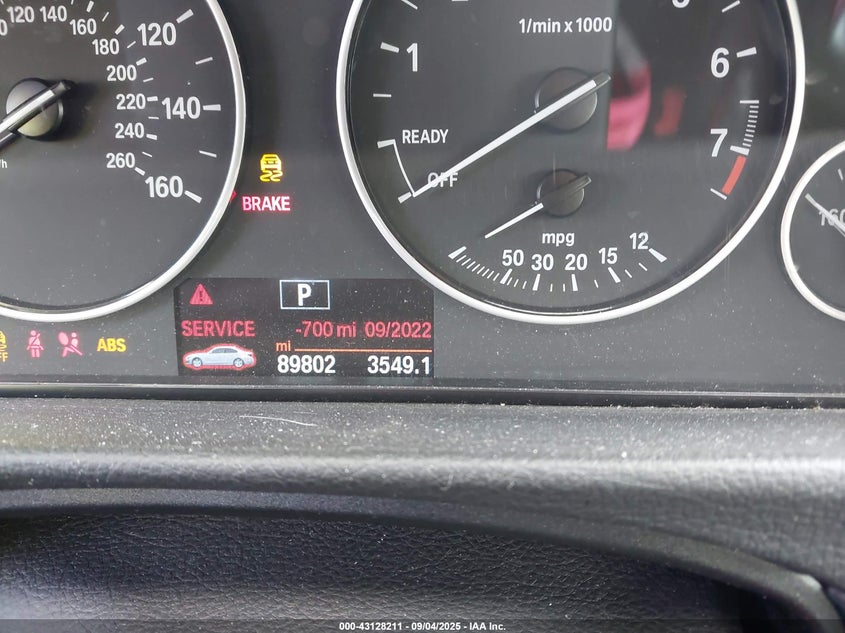 120 140 160 180 200 220 240 260
120 140 160
1/min x 1000
1 6 7
READY
OFF
BRAKE
mpg
50 30 20 15 12
P
SERVICE -700 mi 09/2022
mi
89802 3549.1
OFF
ABS
160
000-43128211 - 09/04/2025 - IAA Inc.